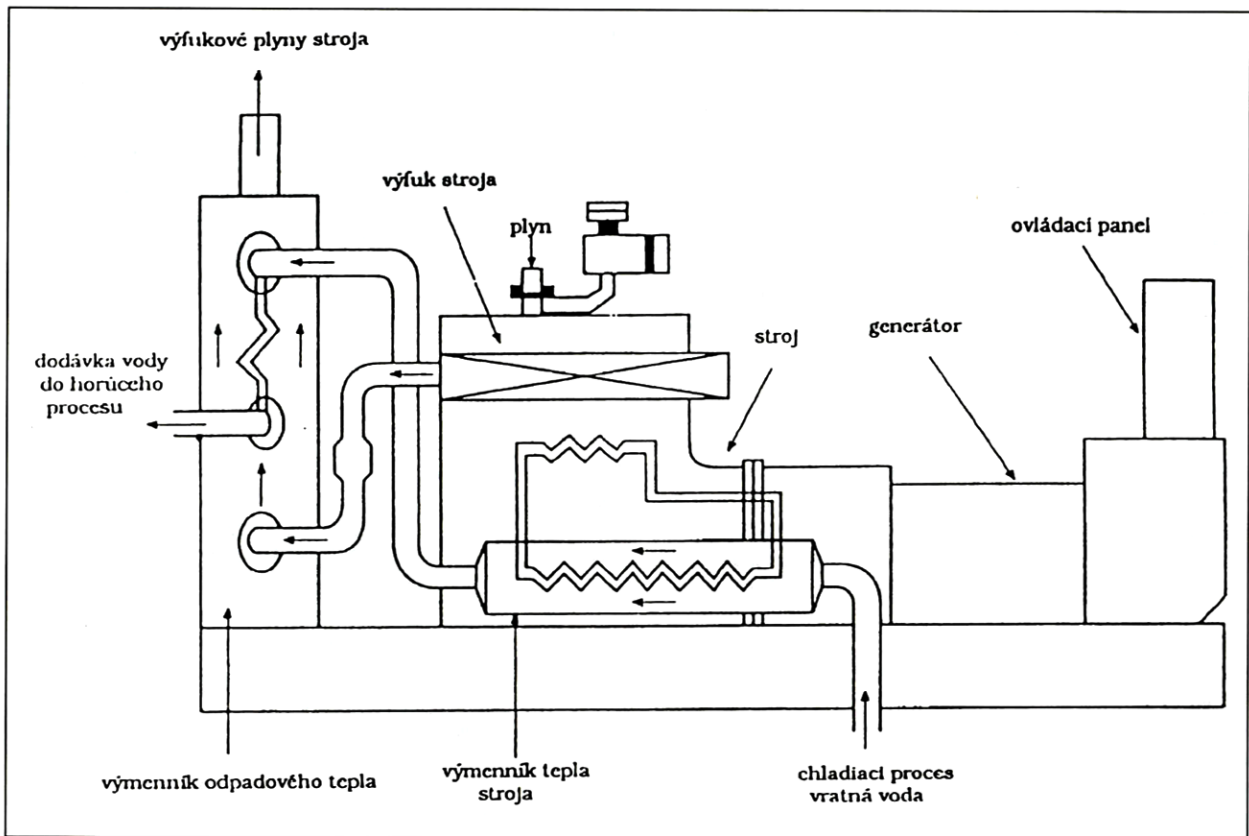 výfukové plyny stroja
výfuk stroja
plyn
ovládací panel
stroj
generátor
dodávka vody
do horúceho
procesu
výmenník odpadového tepla
výmenník tepla
stroja
chladiaci proces
vratná voda